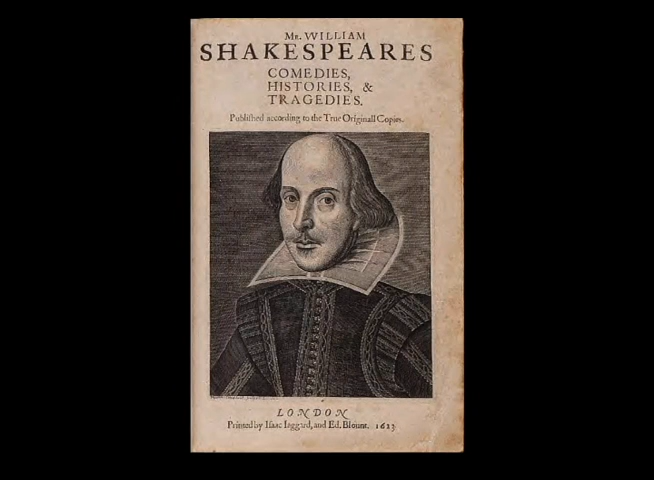 Mr. WILLIAM
SHAKESPEARES
COMEDIES,
HISTORIES, &
TRAGEDIES.
Publiſhed according to the True Originall Copies.
LONDON
Printed by Iſaac Iaggard, and Ed. Blount. 1623